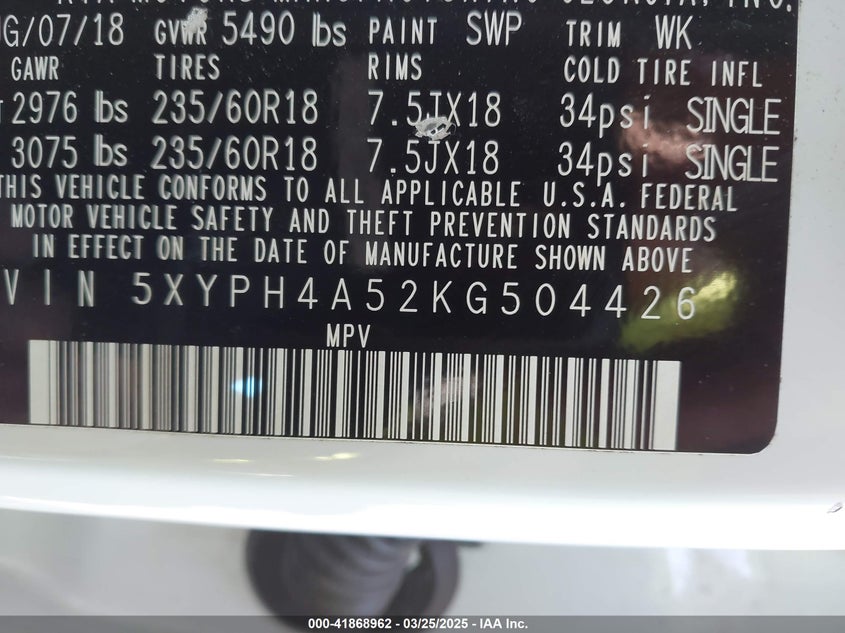 UG/07/18 GVWR 5490 lbs PAINT SWP TRIM WK
GAWR TIRES RIMS COLD TIRE INFL
2976 lbs 235/60R18 7.5JX18 34psi SINGLE
3075 lbs 235/60R18 7.5JX18 34psi SINGLE
THIS VEHICLE CONFORMS TO ALL APPLICABLE U.S.A. FEDERAL
MOTOR VEHICLE SAFETY AND THEFT PREVENTION STANDARDS
IN EFFECT ON THE DATE OF MANUFACTURE SHOWN ABOVE.
VIN 5XYPH4A52KG504426
MPV
000-41868962 - 03/25/2025 - IAA Inc.